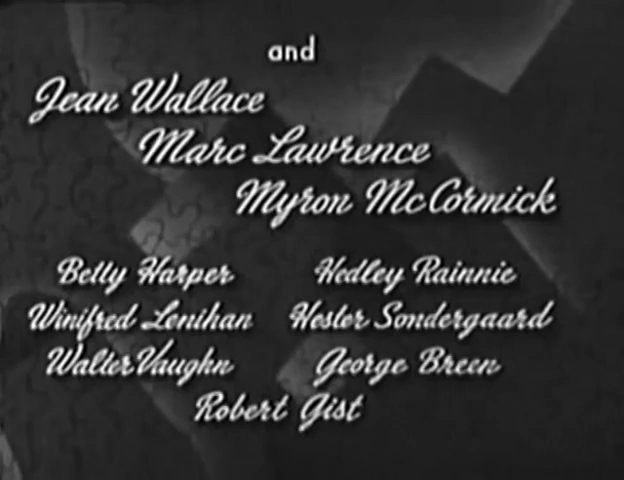 and
Jean Wallace
Marc Lawrence
Myron McCormick
Betty Harper Hedley Rainnie
Winifred Lenihan Hester Sondergaard
Walter Vaughn George Breen
Robert Gist